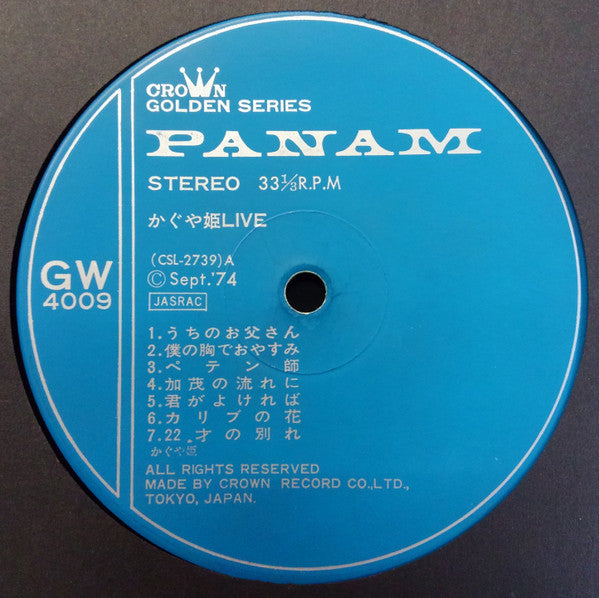 CROWN
GOLDEN SERIES
PANAM
STEREO 33⅓R.P.M
かぐや姫LIVE
(CSL-2739)A
Ⓒ Sept.'74
JASRAC
GW
4009
1.うちのお父さん
2.僕の胸でおやすみ
3.ペテン師
4.加茂の流れに
5.君がよければ
6.カリブの花
7.22才の別れ
かぐや姫
ALL RIGHTS RESERVED
MADE BY CROWN RECORD CO.,LTD.,
TOKYO, JAPAN.